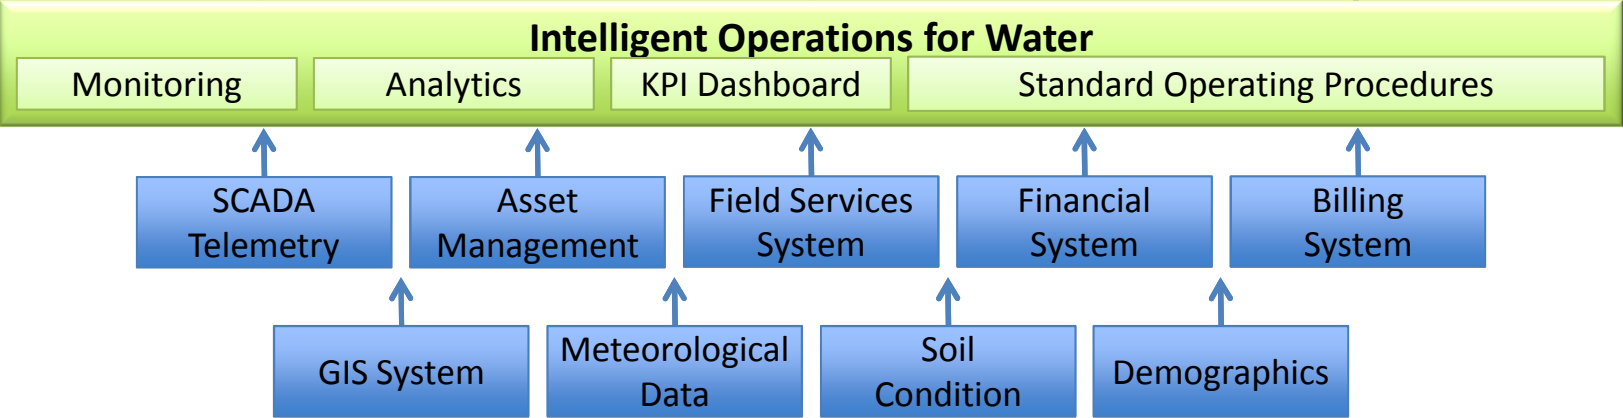 Intelligent Operations for Water
Monitoring
Analytics
KPI Dashboard
Standard Operating Procedures
SCADA
Telemetry
Asset
Management
Field Services
System
Financial
System
Billing
System
GIS System
Meteorological
Data
Soil
Condition
Demographics